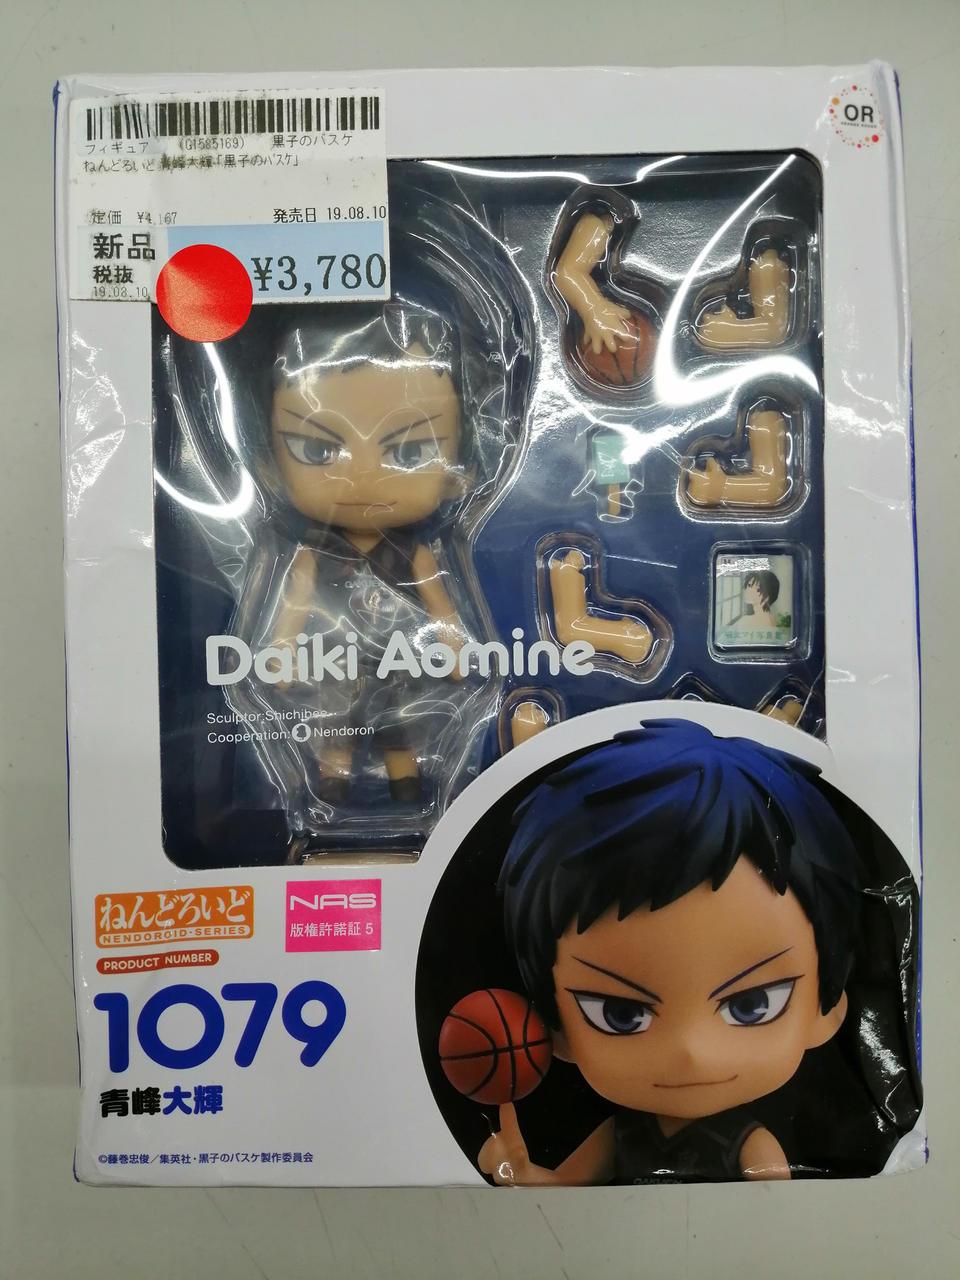 フィギュア (G1585169) 黒子のバスケ
ねんどろいど 青峰大輝「黒子のバスケ」
定価 ¥4,167 発売日 19.08.10
新品
税抜
¥3,780
19.08.10
OR
Daiki Aomine
Sculptor:Shichibee
Cooperation: Nendoron
ねんどろいど
NENDOROID-SERIES
NAS
版権許諾証 5
PRODUCT NUMBER
1079
青峰大輝
©藤巻忠俊／集英社・黒子のバスケ製作委員会